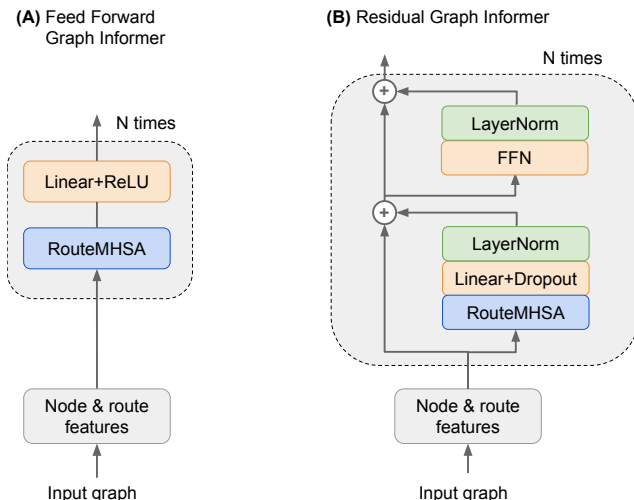 (A) Feed Forward
Graph Informer
N times
Linear+ReLU
RouteMHSA
Node & route
features
Input graph
(B) Residual Graph Informer
N times
+
LayerNorm
FFN
+
LayerNorm
Linear+Dropout
RouteMHSA
Node & route
features
Input graph